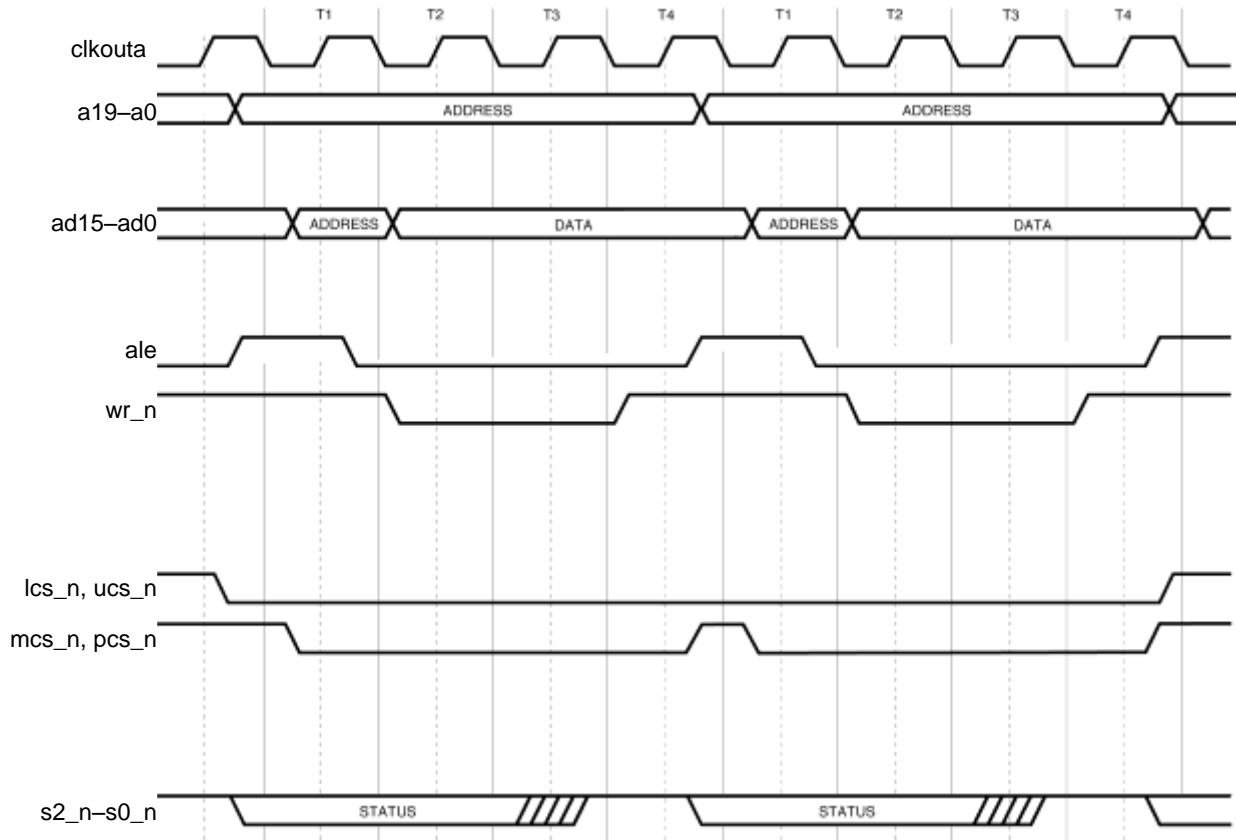 T1 T2 T3 T4 T1 T2 T3 T4
clkouta
a19–a0 ADDRESS ADDRESS
ad15–ad0 ADDRESS DATA ADDRESS DATA
ale
wr_n
lcs_n, ucs_n
mcs_n, pcs_n
s2_n–s0_n STATUS STATUS